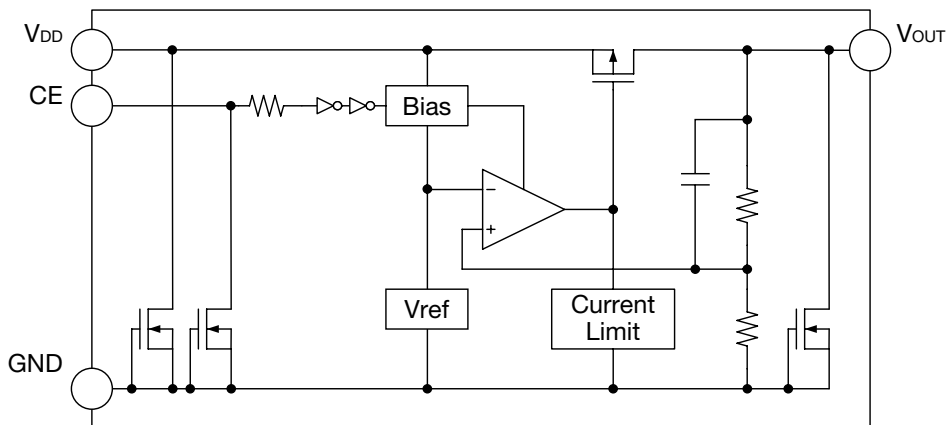 VDD
VOUT
CE
Bias
−
+
Vref
Current
Limit
GND